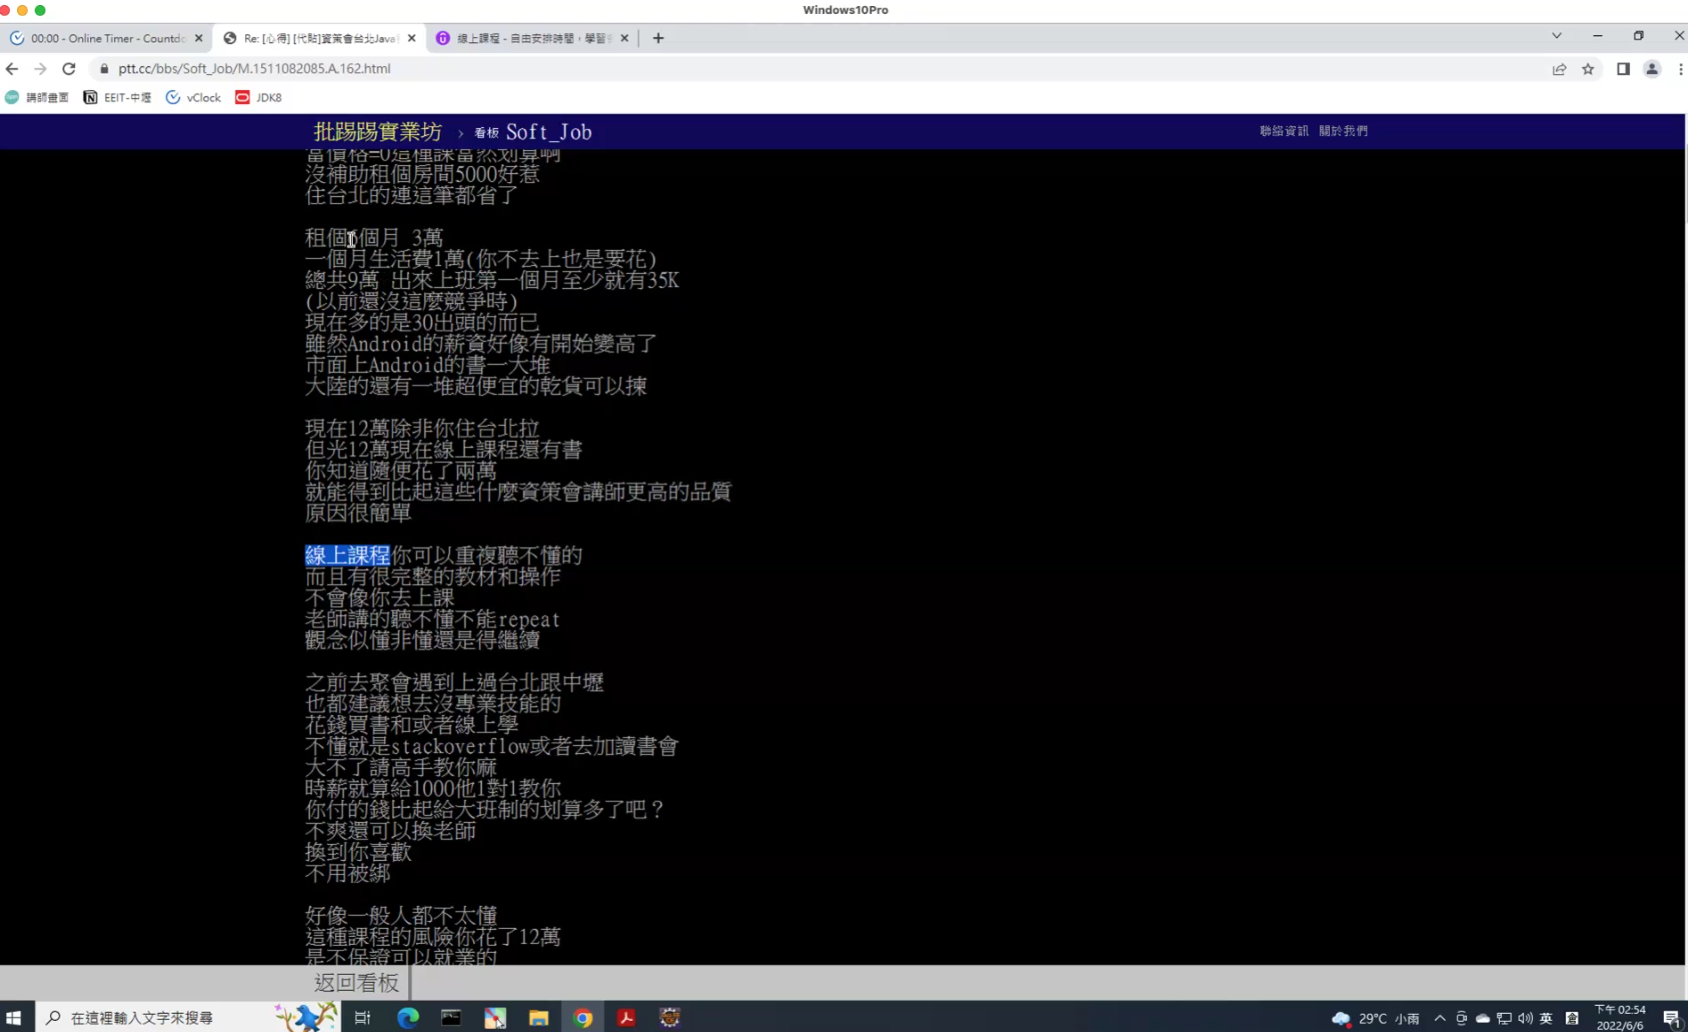 Windows10Pro
00:00 - Online Timer - Countdo
Re: [心得] [代貼]資策會台北Java
線上課程 - 自由安排時間，學習
ptt.cc/bbs/Soft_Job/M.1511082085.A.162.html
講師畫面
EEIT-中壢
vClock
JDK8
批踢踢實業坊 › 看板 Soft_Job
聯絡資訊 關於我們
當價格=0這種課當然划算啊
沒補助租個房間5000好惹
住台北的連這筆都省了
租個6個月 3萬
一個月生活費1萬(你不去上也是要花)
總共9萬 出來上班第一個月至少就有35K
(以前還沒這麼競爭時)
現在多的是30出頭的而已
雖然Android的薪資好像有開始變高了
市面上Android的書一大堆
大陸的還有一堆超便宜的乾貨可以揀
現在12萬除非你住台北拉
但光12萬現在線上課程還有書
你知道隨便花了兩萬
就能得到比起這些什麼資策會講師更高的品質
原因很簡單
線上課程你可以重複聽不懂的
而且有很完整的教材和操作
不會像你去上課
老師講的聽不懂不能repeat
觀念似懂非懂還是得繼續
之前去聚會遇到上過台北跟中壢
也都建議想去沒專業技能的
花錢買書和或者線上學
不懂就是stackoverflow或者去加讀書會
大不了請高手教你麻
時薪就算給1000他1對1教你
你付的錢比起給大班制的划算多了吧？
不爽還可以換老師
換到你喜歡
不用被綁
好像一般人都不太懂
這種課程的風險你花了12萬
是不保證可以就業的
返回看板
在這裡輸入文字來搜尋
29°C 小雨
英
下午 02:54
2022/6/6